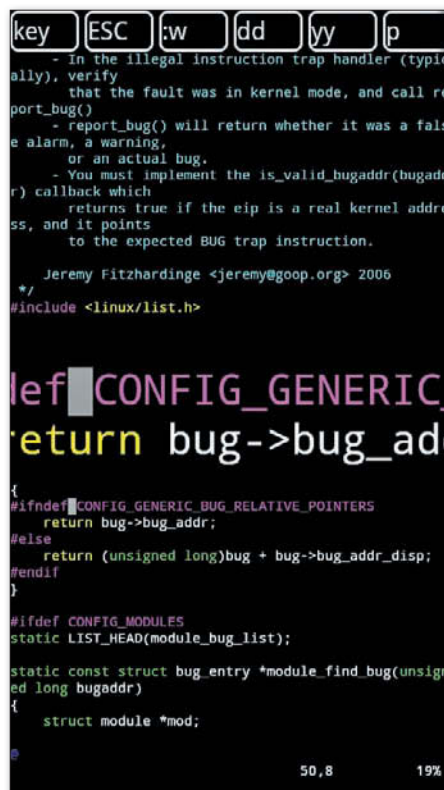 key ESC :w dd yy p
- In the illegal instruction trap handler (typic
ally), verify
that the fault was in kernel mode, and call re
port_bug()
- report_bug() will return whether it was a fals
e alarm, a warning,
or an actual bug.
- You must implement the is_valid_bugaddr(bugadd
r) callback which
returns true if the eip is a real kernel addre
ss, and it points
to the expected BUG trap instruction.
Jeremy Fitzhardinge <jeremy@goop.org> 2006
*/
#include <linux/list.h>
def CONFIG_GENERIC_
return bug->bug_ad
{
#ifndef CONFIG_GENERIC_BUG_RELATIVE_POINTERS
return bug->bug_addr;
#else
return (unsigned long)bug + bug->bug_addr_disp;
#endif
}
#ifdef CONFIG_MODULES
static LIST_HEAD(module_bug_list);
static const struct bug_entry *module_find_bug(unsign
ed long bugaddr)
{
struct module *mod;
@
50,8 19%